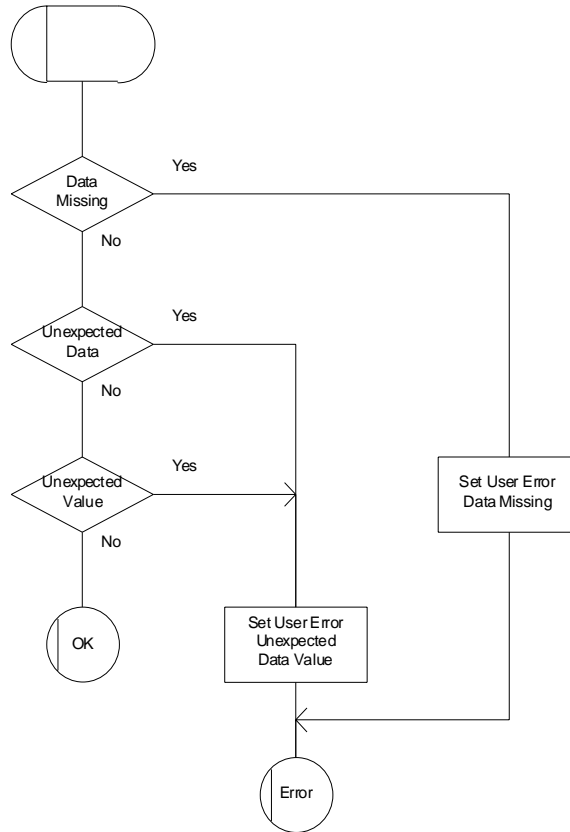 Yes
Data
Missing
No
Yes
Unexpected
Data
No
Yes
Unexpected
Value
No
Set User Error
Data Missing
OK
Set User Error
Unexpected
Data Value
Error